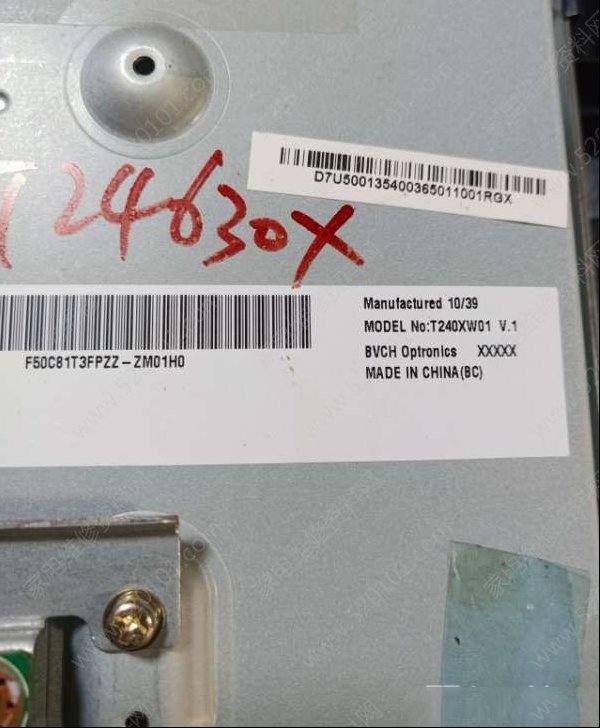 D7U500135400365011001RGX
24630X
Manufactured 10/39
MODEL No:T240XW01 V.1
BVCH Optronics XXXXX
MADE IN CHINA(BC)
F50C81T3FPZZ-ZM01H0